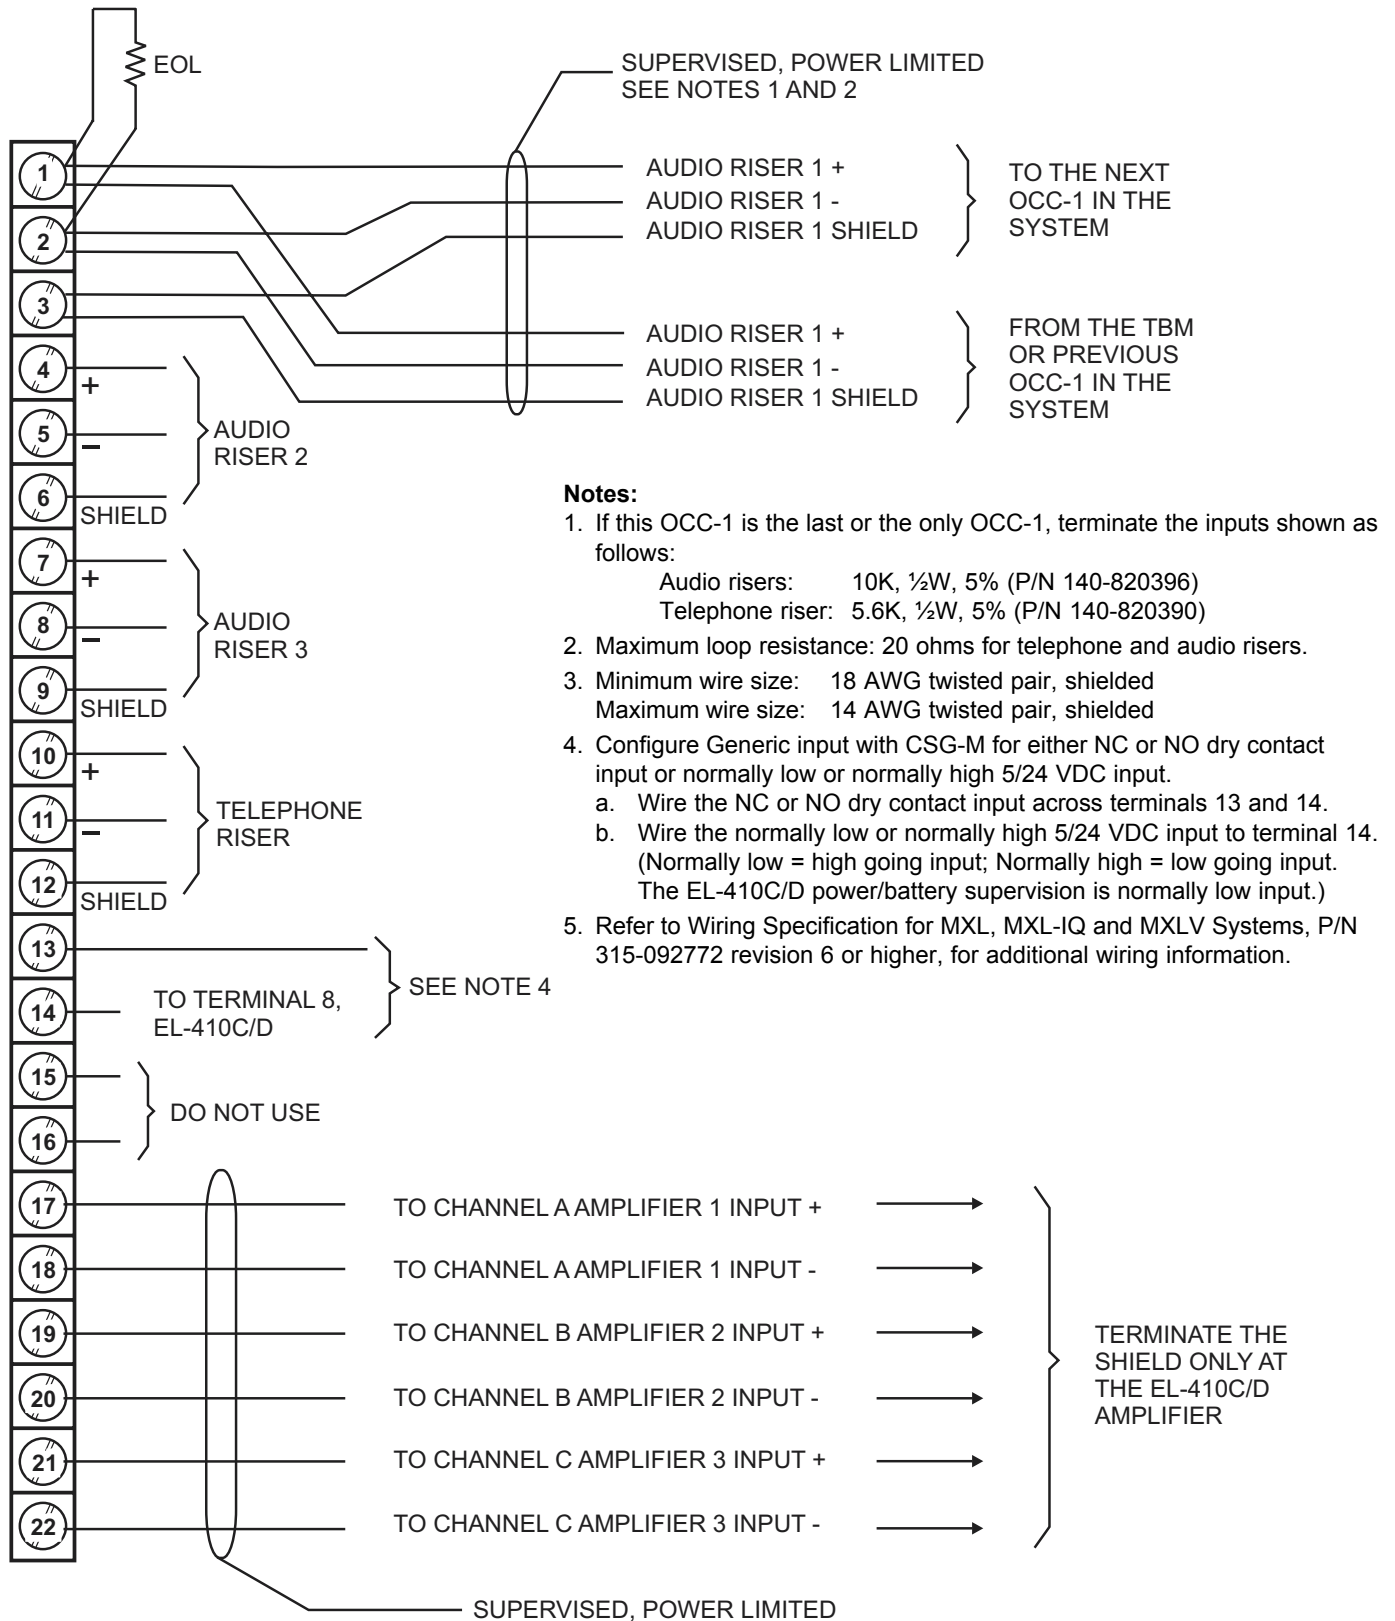 EOL
SUPERVISED, POWER LIMITED
SEE NOTES 1 AND 2
1
AUDIO RISER 1 +
AUDIO RISER 1 -
AUDIO RISER 1 SHIELD
TO THE NEXT
OCC-1 IN THE
SYSTEM
2
3
AUDIO RISER 1 +
AUDIO RISER 1 -
AUDIO RISER 1 SHIELD
FROM THE TBM
OR PREVIOUS
OCC-1 IN THE
SYSTEM
4
+
5
–
6
SHIELD
AUDIO
RISER 2
7
+
8
–
9
SHIELD
AUDIO
RISER 3
10
+
11
–
12
SHIELD
TELEPHONE
RISER
Notes:
1. If this OCC-1 is the last or the only OCC-1, terminate the inputs shown as
follows:
Audio risers: 10K, ½W, 5% (P/N 140-820396)
Telephone riser: 5.6K, ½W, 5% (P/N 140-820390)
2. Maximum loop resistance: 20 ohms for telephone and audio risers.
3. Minimum wire size: 18 AWG twisted pair, shielded
Maximum wire size: 14 AWG twisted pair, shielded
4. Configure Generic input with CSG-M for either NC or NO dry contact
input or normally low or normally high 5/24 VDC input.
a. Wire the NC or NO dry contact input across terminals 13 and 14.
b. Wire the normally low or normally high 5/24 VDC input to terminal 14.
(Normally low = high going input; Normally high = low going input.
The EL-410C/D power/battery supervision is normally low input.)
5. Refer to Wiring Specification for MXL, MXL-IQ and MXLV Systems, P/N
315-092772 revision 6 or higher, for additional wiring information.
13
14
TO TERMINAL 8,
EL-410C/D
SEE NOTE 4
15
16
DO NOT USE
17
TO CHANNEL A AMPLIFIER 1 INPUT +
18
TO CHANNEL A AMPLIFIER 1 INPUT -
19
TO CHANNEL B AMPLIFIER 2 INPUT +
20
TO CHANNEL B AMPLIFIER 2 INPUT -
21
TO CHANNEL C AMPLIFIER 3 INPUT +
22
TO CHANNEL C AMPLIFIER 3 INPUT -
TERMINATE THE
SHIELD ONLY AT
THE EL-410C/D
AMPLIFIER
SUPERVISED, POWER LIMITED